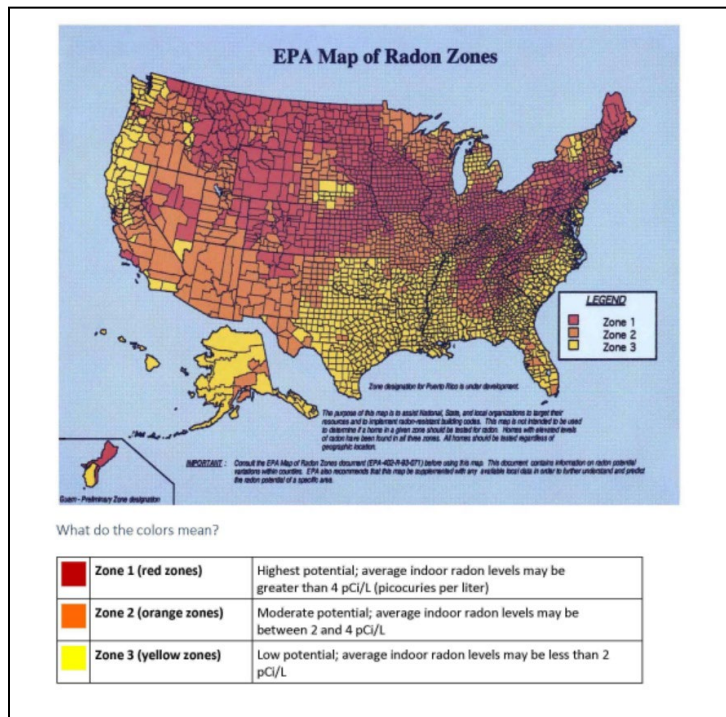 EPA Map of Radon Zones
LEGEND
Zone 1
Zone 2
Zone 3
Zone designation for Puerto Rico is under development.
The purpose of this map is to assist National, State, and local organizations to target their
resources and to implement radon-resistant building codes. This map is not intended to be used
to determine if a home in a given zone should be tested for radon. Homes with elevated levels
of radon have been found in all three zones. All homes should be tested regardless of
geographic location.
IMPORTANT : Consult the EPA Map of Radon Zones document (EPA-402-R-93-071) before using this map. This document contains information on radon potential
variations within counties. EPA also recommends that this map be supplemented with any available local data in order to further understand and predict
the radon potential of a specific area.
Guam - Preliminary Zone designation
What do the colors mean?
Zone 1 (red zones) Highest potential; average indoor radon levels may be
greater than 4 pCi/L (picocuries per liter)
Zone 2 (orange zones) Moderate potential; average indoor radon levels may be
between 2 and 4 pCi/L
Zone 3 (yellow zones) Low potential; average indoor radon levels may be less than 2
pCi/L